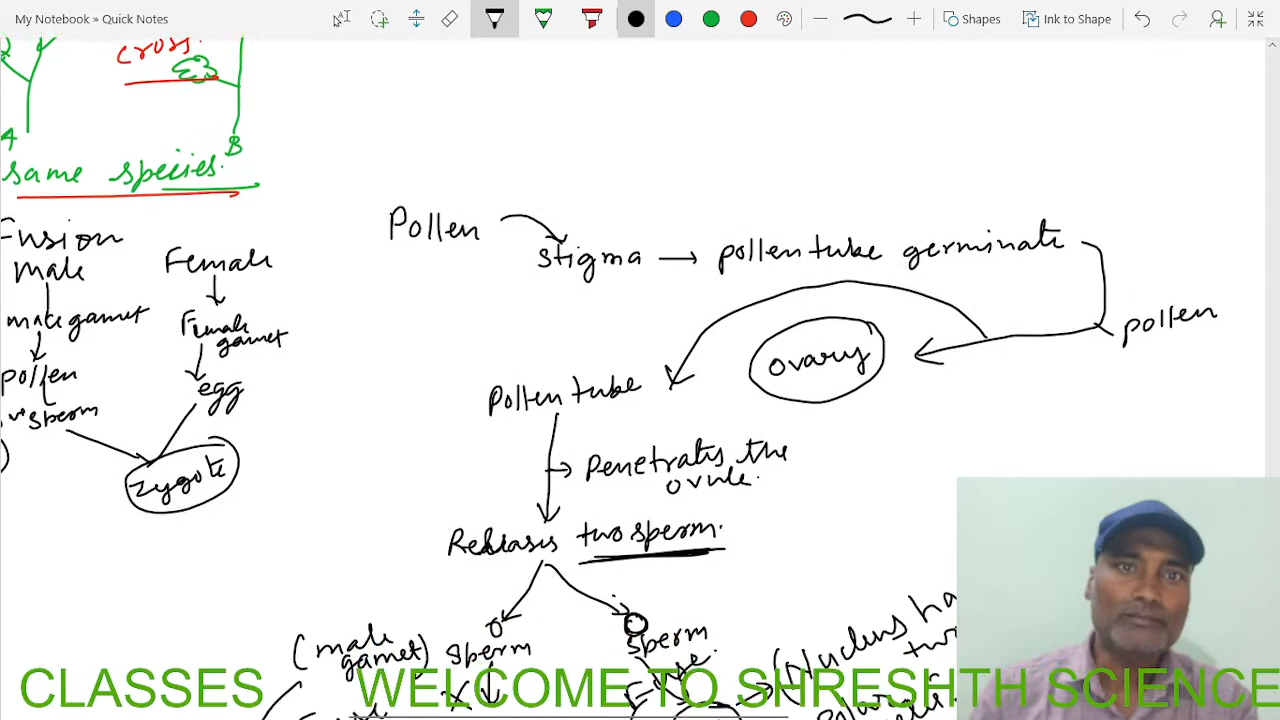 My Notebook » Quick Notes
Shapes
Ink to Shape
Cross.
A
B
same species.
Fusion
male
Female
male gamet
Female
gamet
pollen
sperm
egg
zygote
Pollen
stigma → pollen tube germinate
pollen
ovary
Pollen tube
Penetrates the
ovule.
two sperm.
(male
gamet)
sperm
sperm
(Nucleus ha
CLASSES WELCOME TO SHRESHTH SCIENCE